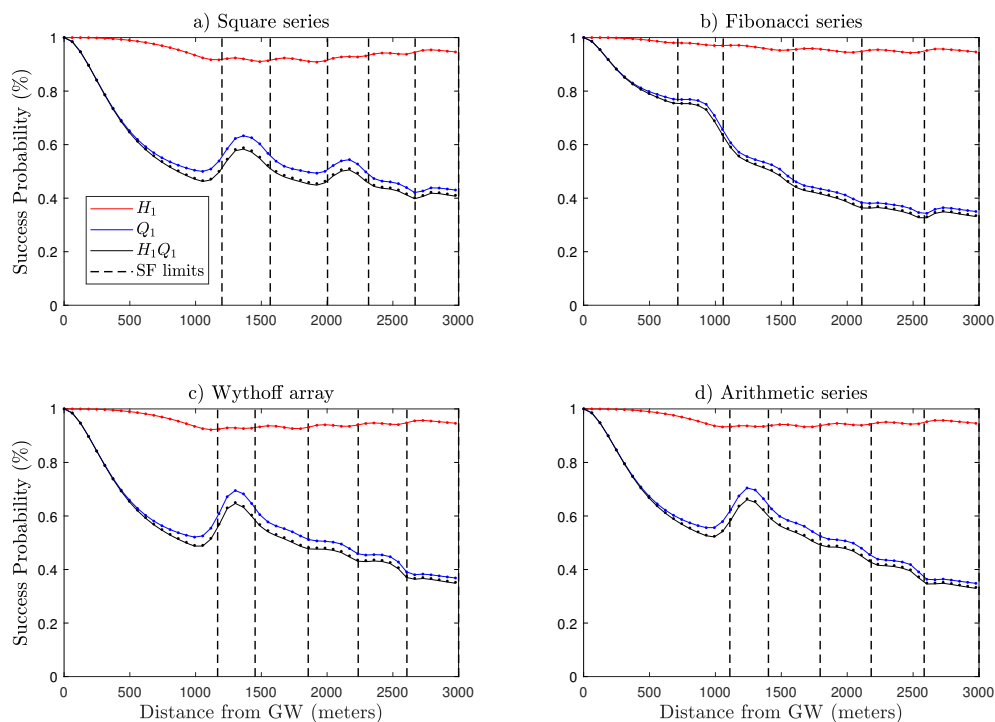 a) Square series
b) Fibonacci series
Success Probability (%)
1
0.8
0.6
0.4
0.2
0
0 500 1000 1500 2000 2500 3000
H₁
Q₁
H₁Q₁
SF limits
1
0.8
0.6
0.4
0.2
0
0 500 1000 1500 2000 2500 3000
c) Wythoff array
d) Arithmetic series
Success Probability (%)
1
0.8
0.6
0.4
0.2
0
0 500 1000 1500 2000 2500 3000
Distance from GW (meters)
1
0.8
0.6
0.4
0.2
0
0 500 1000 1500 2000 2500 3000
Distance from GW (meters)